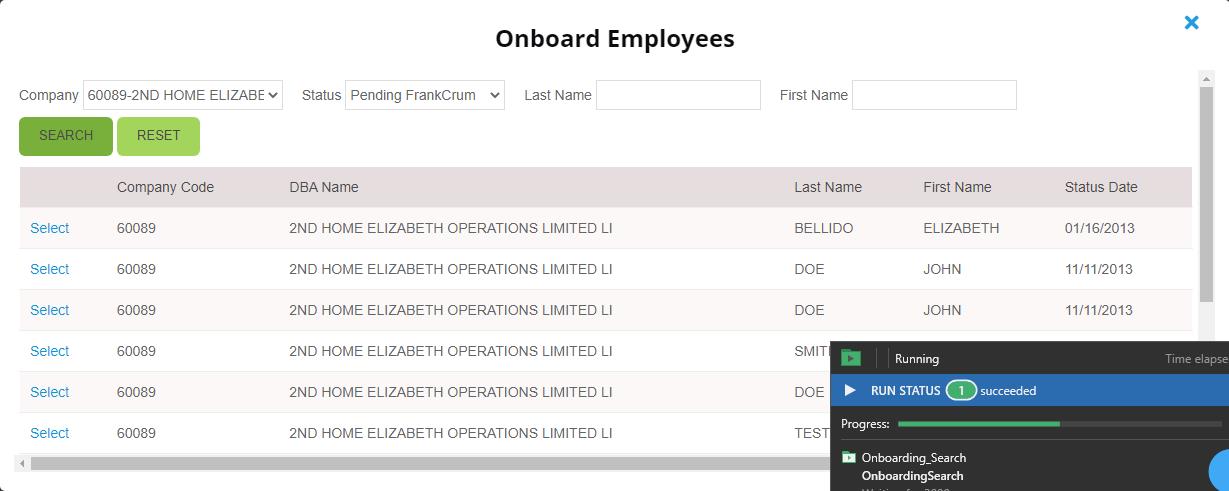 Onboard Employees
Company 60089-2ND HOME ELIZABE Status Pending FrankCrum Last Name First Name
SEARCH RESET
Company Code DBA Name Last Name First Name Status Date
Select 60089 2ND HOME ELIZABETH OPERATIONS LIMITED LI BELLIDO ELIZABETH 01/16/2013
Select 60089 2ND HOME ELIZABETH OPERATIONS LIMITED LI DOE JOHN 11/11/2013
Select 60089 2ND HOME ELIZABETH OPERATIONS LIMITED LI DOE JOHN 11/11/2013
Select 60089 2ND HOME ELIZABETH OPERATIONS LIMITED LI SMIT
Select 60089 2ND HOME ELIZABETH OPERATIONS LIMITED LI DOE
Select 60089 2ND HOME ELIZABETH OPERATIONS LIMITED LI TEST
Running Time elapse
RUN STATUS 1 succeeded
Progress:
Onboarding_Search
OnboardingSearch